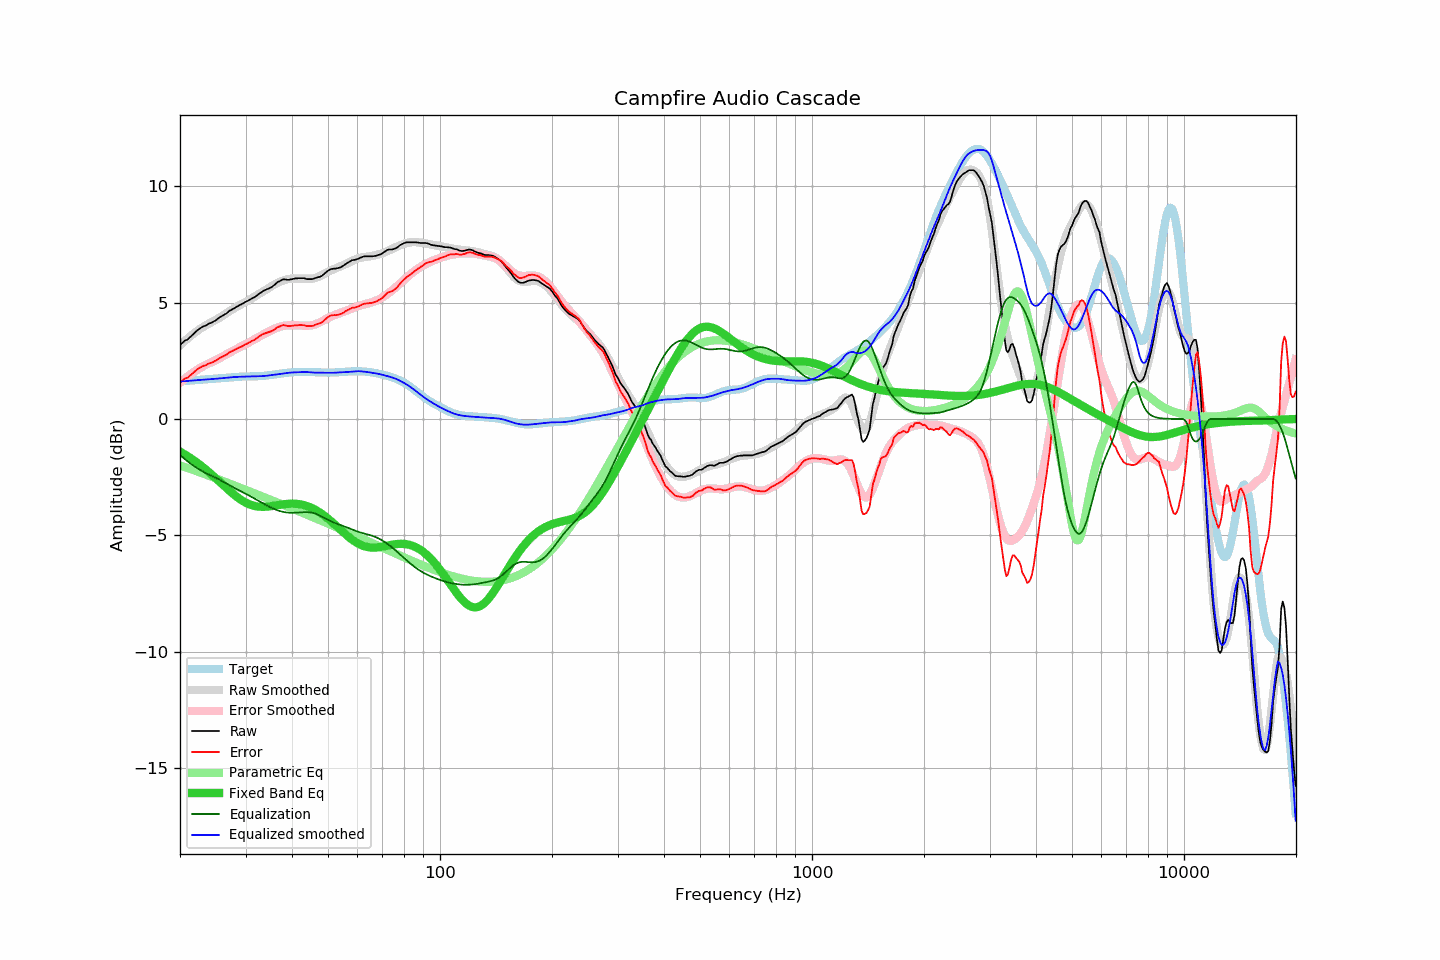 Campfire Audio Cascade
10
5
0
−5
−10
−15
Amplitude (dBr)
Target
Raw Smoothed
Error Smoothed
Raw
Error
Parametric Eq
Fixed Band Eq
Equalization
Equalized smoothed
100
1000
10000
Frequency (Hz)